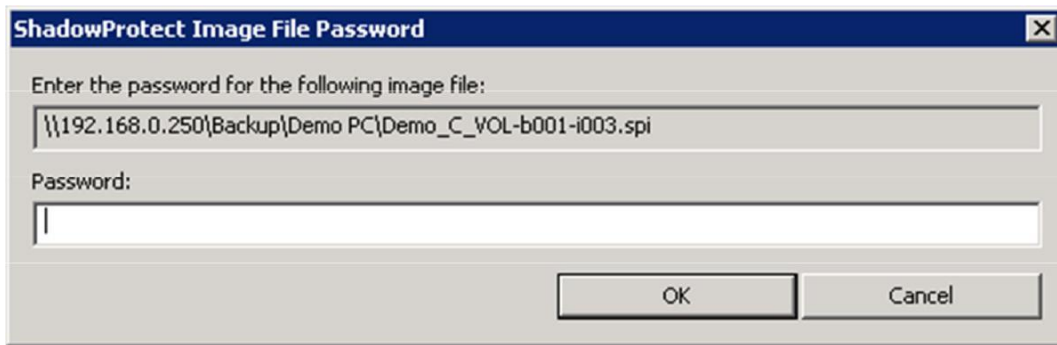 ShadowProtect Image File Password
Enter the password for the following image file:
\\192.168.0.250\Backup\Demo PC\Demo_C_VOL-b001-i003.spi
Password:
OK Cancel